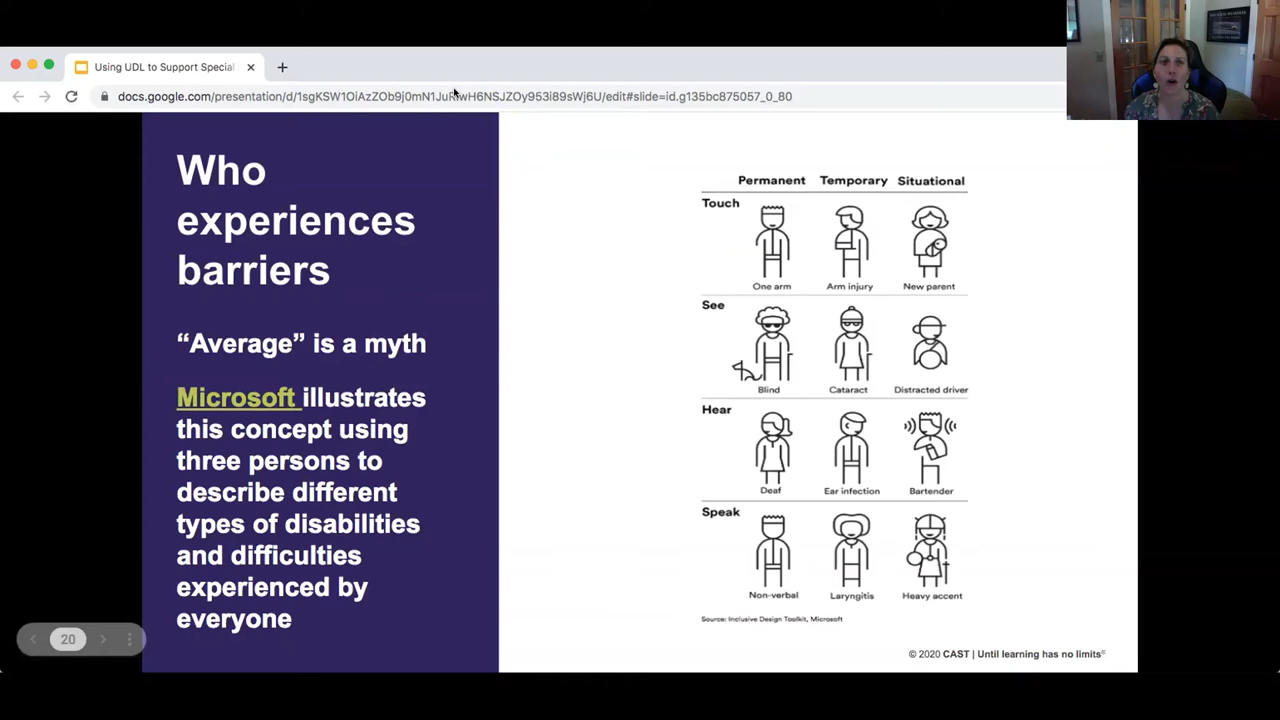 Using UDL to Support Special
docs.google.com/presentation/d/1sgKSW1OiAzZOb9j0mN1JuRwH6NSJZOy953i89sWj6U/edit#slide=id.g135bc875057_0_80
Who
experiences
barriers
“Average” is a myth
Microsoft illustrates
this concept using
three persons to
describe different
types of disabilities
and difficulties
experienced by
everyone
20
Permanent Temporary Situational
Touch
One arm Arm injury New parent
See
Blind Cataract Distracted driver
Hear
Deaf Ear infection Bartender
Speak
Non-verbal Laryngitis Heavy accent
Source: Inclusive Design Toolkit, Microsoft
© 2020 CAST | Until learning has no limits®